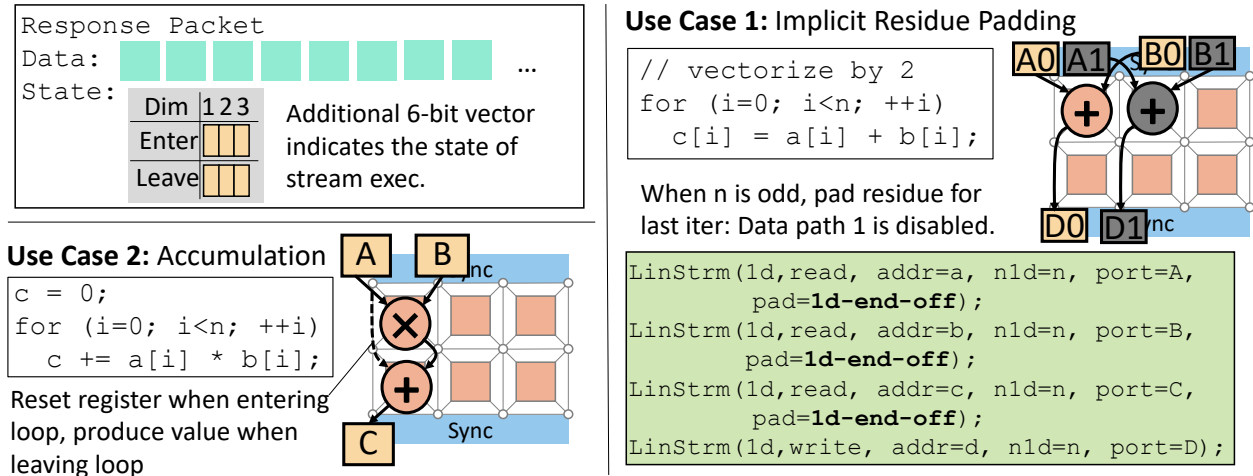 Response Packet
Data:
...
State:
Dim 1 2 3
Enter
Leave
Additional 6-bit vector
indicates the state of
stream exec.
Use Case 2: Accumulation
c = 0;
for (i=0; i<n; ++i)
c += a[i] * b[i];
Reset register when entering
loop, produce value when
leaving loop
A B
Sync
×
+
C
Sync
Use Case 1: Implicit Residue Padding
// vectorize by 2
for (i=0; i<n; ++i)
c[i] = a[i] + b[i];
When n is odd, pad residue for
last iter: Data path 1 is disabled.
A0 A1 B0 B1
Sync
+ +
D0 D1
Sync
LinStrm(1d,read, addr=a, n1d=n, port=A,
pad=1d-end-off);
LinStrm(1d,read, addr=b, n1d=n, port=B,
pad=1d-end-off);
LinStrm(1d,read, addr=c, n1d=n, port=C,
pad=1d-end-off);
LinStrm(1d,write, addr=d, n1d=n, port=D);